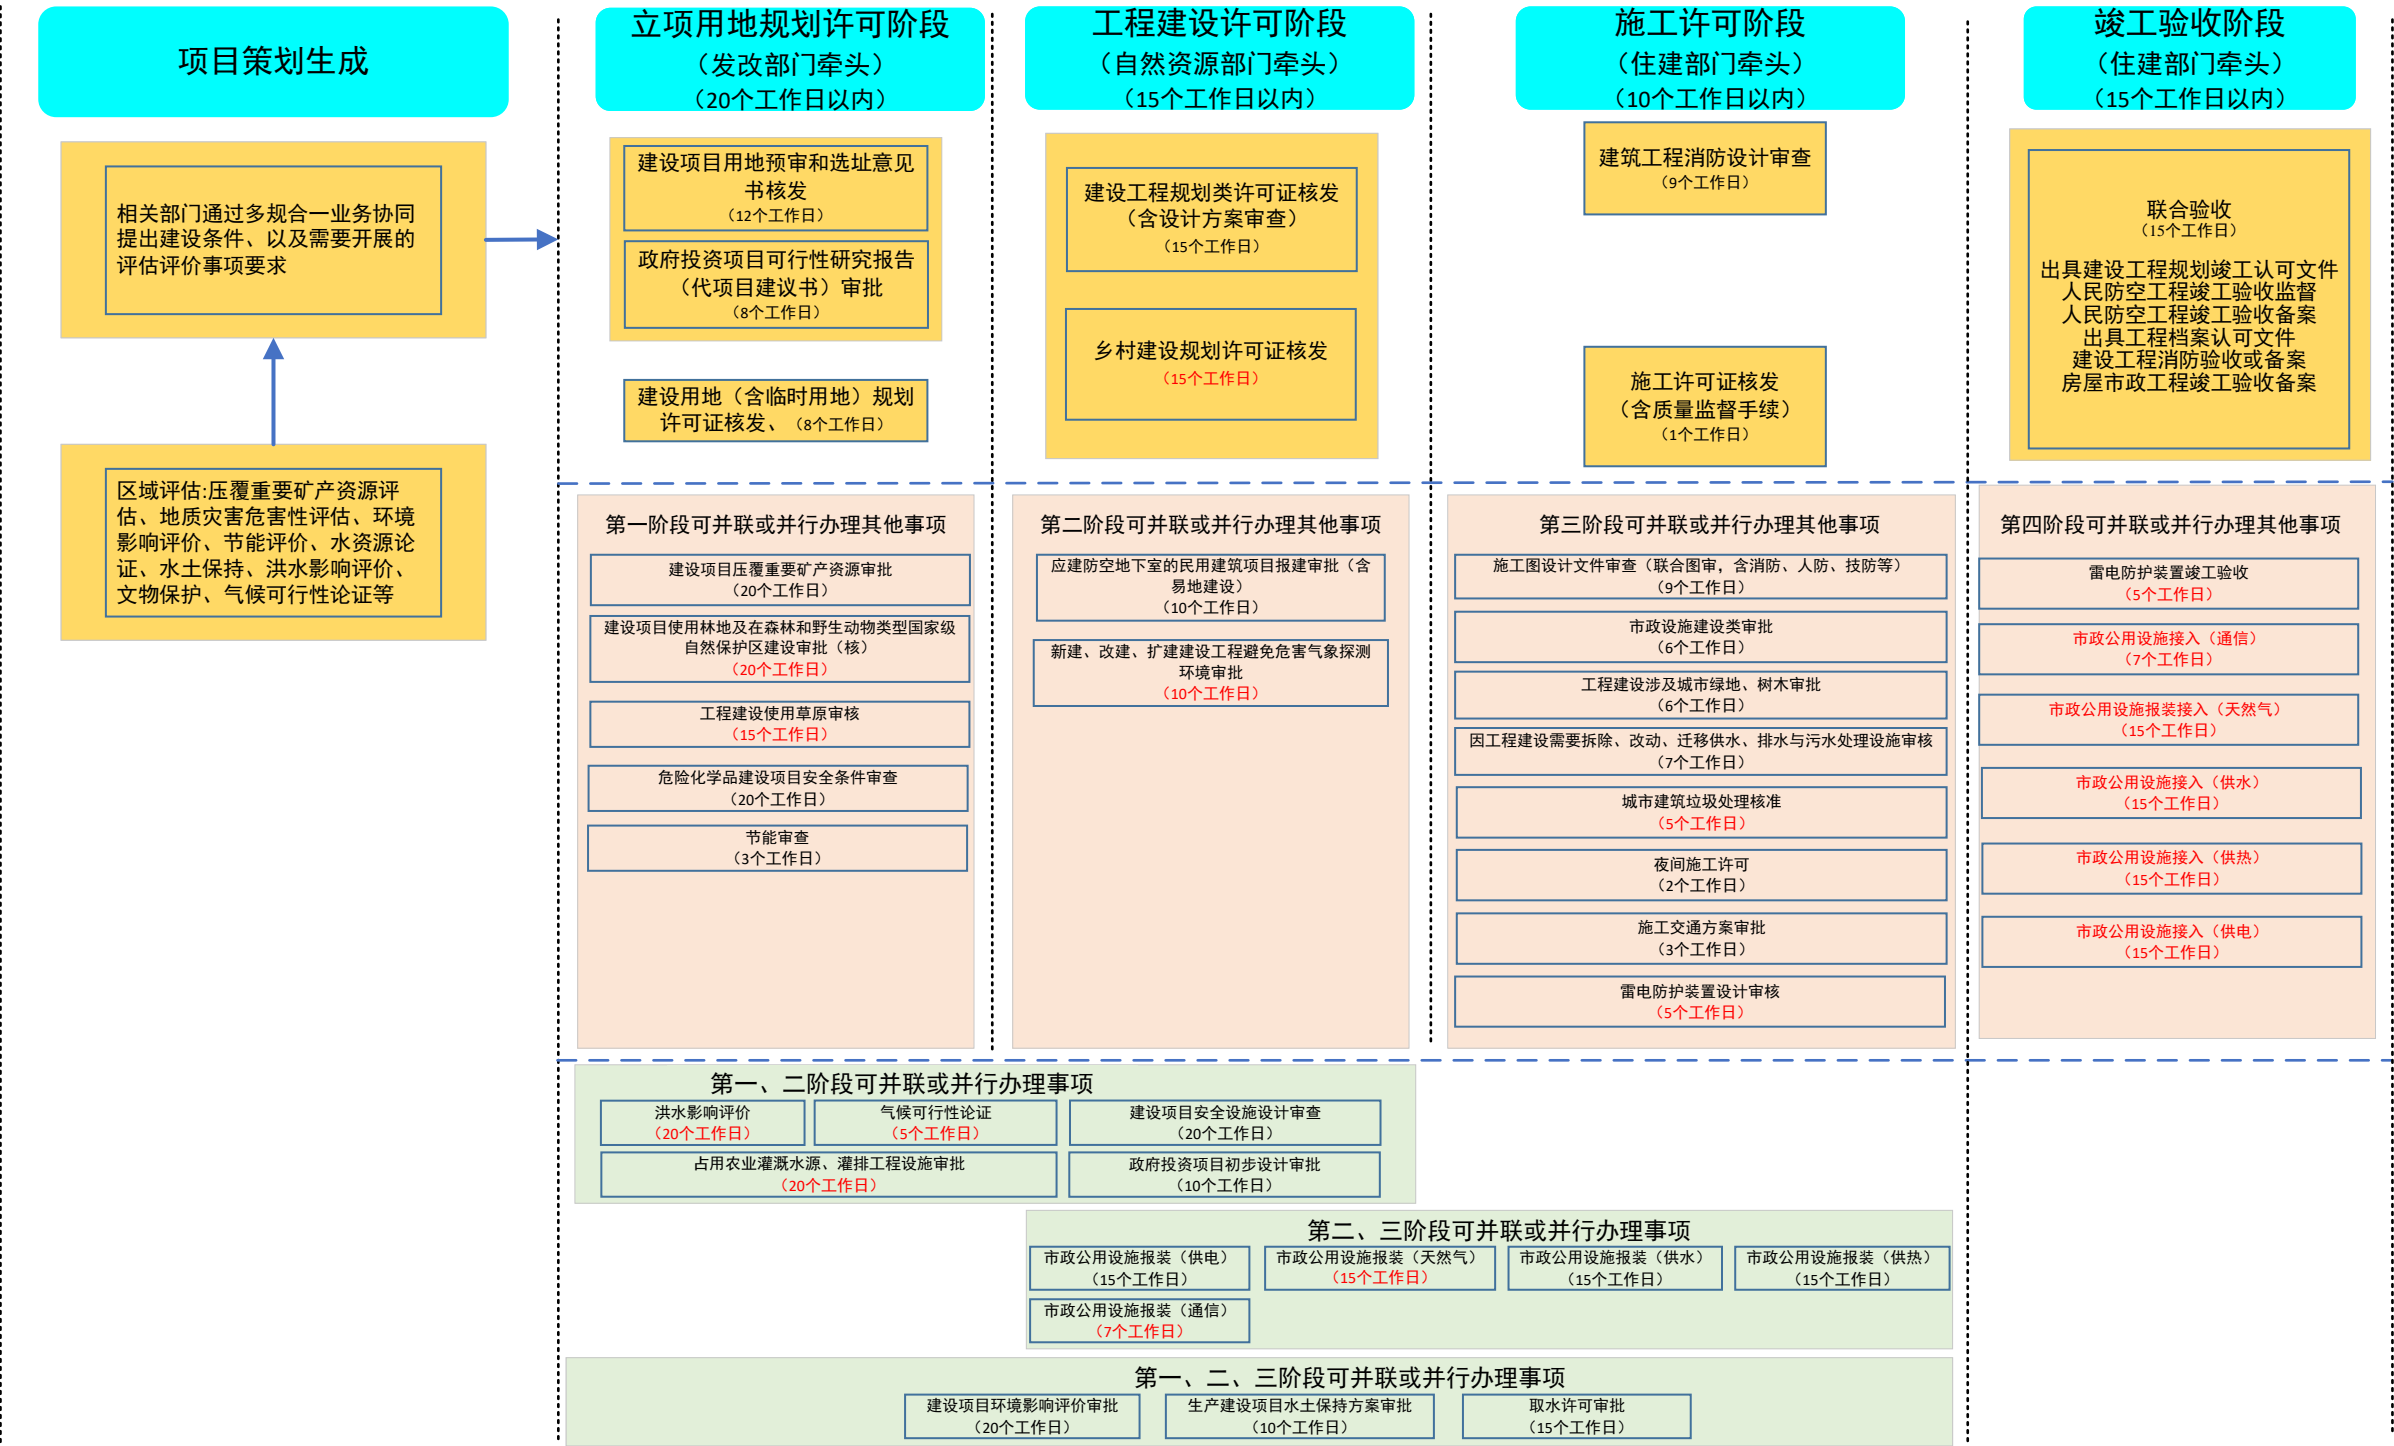 项目策划生成
相关部门通过多规合一业务协同
提出建设条件、以及需要开展的
评估评价事项要求
区域评估:压覆重要矿产资源评
估、地质灾害危害性评估、环境
影响评价、节能评价、水资源论
证、水土保持、洪水影响评价、
文物保护、气候可行性论证等
立项用地规划许可阶段
（发改部门牵头）
（20个工作日以内）
建设项目用地预审和选址意见
书核发
（12个工作日）
政府投资项目可行性研究报告
（代项目建议书）审批
（8个工作日）
建设用地（含临时用地）规划
许可证核发、（8个工作日）
工程建设许可阶段
（自然资源部门牵头）
（15个工作日以内）
建设工程规划类许可证核发
（含设计方案审查）
（15个工作日）
乡村建设规划许可证核发
（15个工作日）
施工许可阶段
（住建部门牵头）
（10个工作日以内）
建筑工程消防设计审查
（9个工作日）
施工许可证核发
（含质量监督手续）
（1个工作日）
竣工验收阶段
（住建部门牵头）
（15个工作日以内）
联合验收
（15个工作日）
出具建设工程规划竣工认可文件
人民防空工程竣工验收监督
人民防空工程竣工验收备案
出具工程档案认可文件
建设工程消防验收或备案
房屋市政工程竣工验收备案
第一阶段可并联或并行办理其他事项
建设项目压覆重要矿产资源审批
（20个工作日）
建设项目使用林地及在森林和野生动物类型国家级
自然保护区建设审批（核）
（20个工作日）
工程建设使用草原审核
（15个工作日）
危险化学品建设项目安全条件审查
（20个工作日）
节能审查
（3个工作日）
第二阶段可并联或并行办理其他事项
应建防空地下室的民用建筑项目报建审批（含
易地建设）
（10个工作日）
新建、改建、扩建建设工程避免危害气象探测
环境审批
（10个工作日）
第三阶段可并联或并行办理其他事项
施工图设计文件审查（联合图审，含消防、人防、技防等）
（9个工作日）
市政设施建设类审批
（6个工作日）
工程建设涉及城市绿地、树木审批
（6个工作日）
因工程建设需要拆除、改动、迁移供水、排水与污水处理设施审核
（7个工作日）
城市建筑垃圾处理核准
（5个工作日）
夜间施工许可
（2个工作日）
施工交通方案审批
（3个工作日）
雷电防护装置设计审核
（5个工作日）
第四阶段可并联或并行办理其他事项
雷电防护装置竣工验收
（5个工作日）
市政公用设施接入（通信）
（7个工作日）
市政公用设施报装接入（天然气）
（15个工作日）
市政公用设施接入（供水）
（15个工作日）
市政公用设施接入（供热）
（15个工作日）
市政公用设施接入（供电）
（15个工作日）
第一、二阶段可并联或并行办理事项
洪水影响评价
（20个工作日）
气候可行性论证
（5个工作日）
建设项目安全设施设计审查
（20个工作日）
占用农业灌溉水源、灌排工程设施审批
（20个工作日）
政府投资项目初步设计审批
（10个工作日）
第二、三阶段可并联或并行办理事项
市政公用设施报装（供电）
（15个工作日）
市政公用设施报装（天然气）
（15个工作日）
市政公用设施报装（供水）
（15个工作日）
市政公用设施报装（供热）
（15个工作日）
市政公用设施报装（通信）
（7个工作日）
第一、二、三阶段可并联或并行办理事项
建设项目环境影响评价审批
（20个工作日）
生产建设项目水土保持方案审批
（10个工作日）
取水许可审批
（15个工作日）